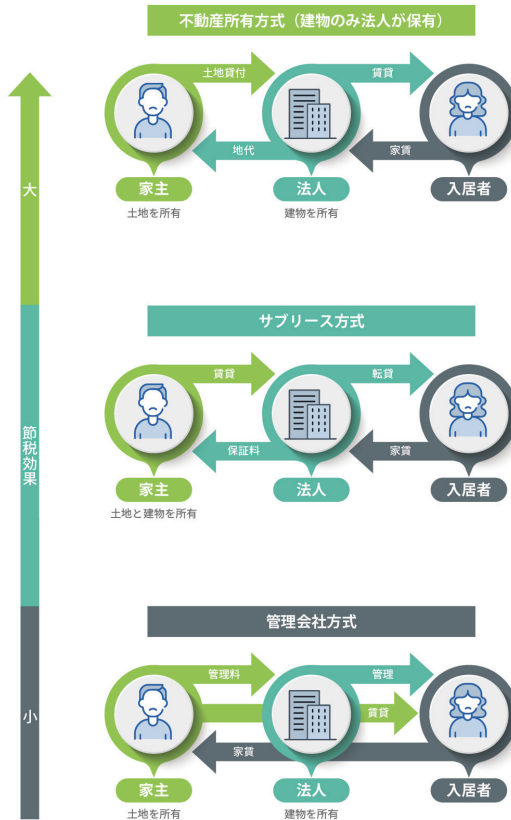 不動産所有方式（建物のみ法人が保有）
土地貸付
賃貸
地代
家賃
家主
法人
入居者
土地を所有
建物を所有
大
サブリース方式
賃貸
転貸
保証料
家賃
家主
法人
入居者
土地と建物を所有
節税効果
管理会社方式
管理料
管理
賃貸
家賃
家主
法人
入居者
土地を所有
建物を所有
小